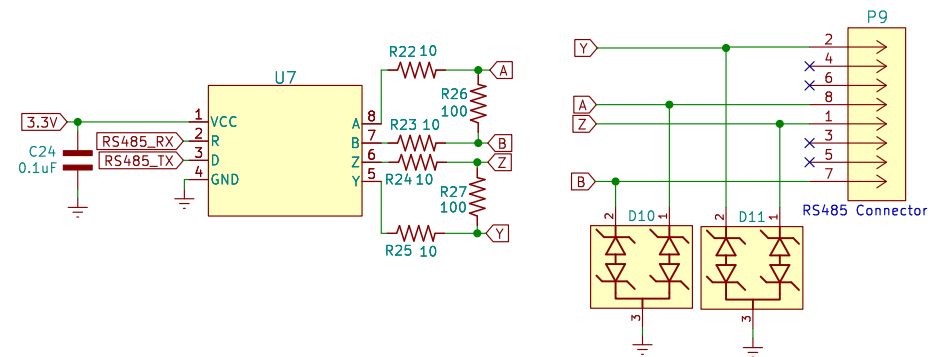 U7
3.3V
C24
0.1uF
RS485_RX
RS485_TX
1
2
3
4
VCC
R
D
GND
A
B
Z
Y
8
7
6
5
R22 10
R23 10
R24 10
R25 10
R26
100
R27
100
A
B
Z
Y
P9
Y
A
Z
B
2
4
6
8
1
3
5
7
RS485 Connector
D10
2
1
3
D11
2
1
3